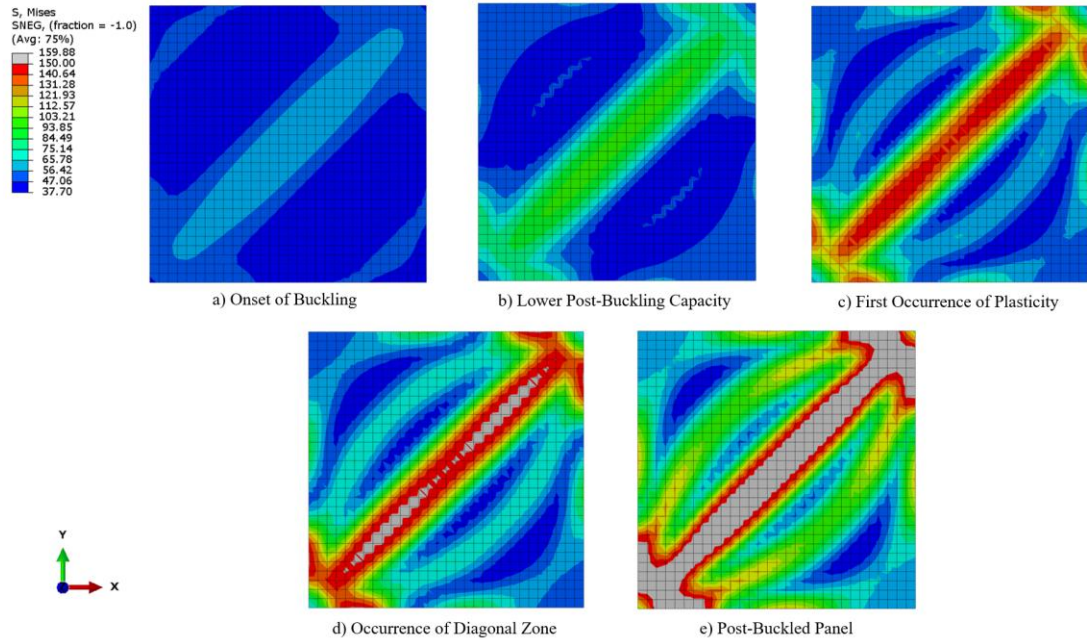 S, Mises
SNEG, (fraction = -1.0)
(Avg: 75%)
159.88
150.00
140.64
131.28
121.93
112.57
103.21
93.85
84.49
75.14
65.78
56.42
47.06
37.70
a) Onset of Buckling
b) Lower Post-Buckling Capacity
c) First Occurrence of Plasticity
Y
X
d) Occurrence of Diagonal Zone
e) Post-Buckled Panel